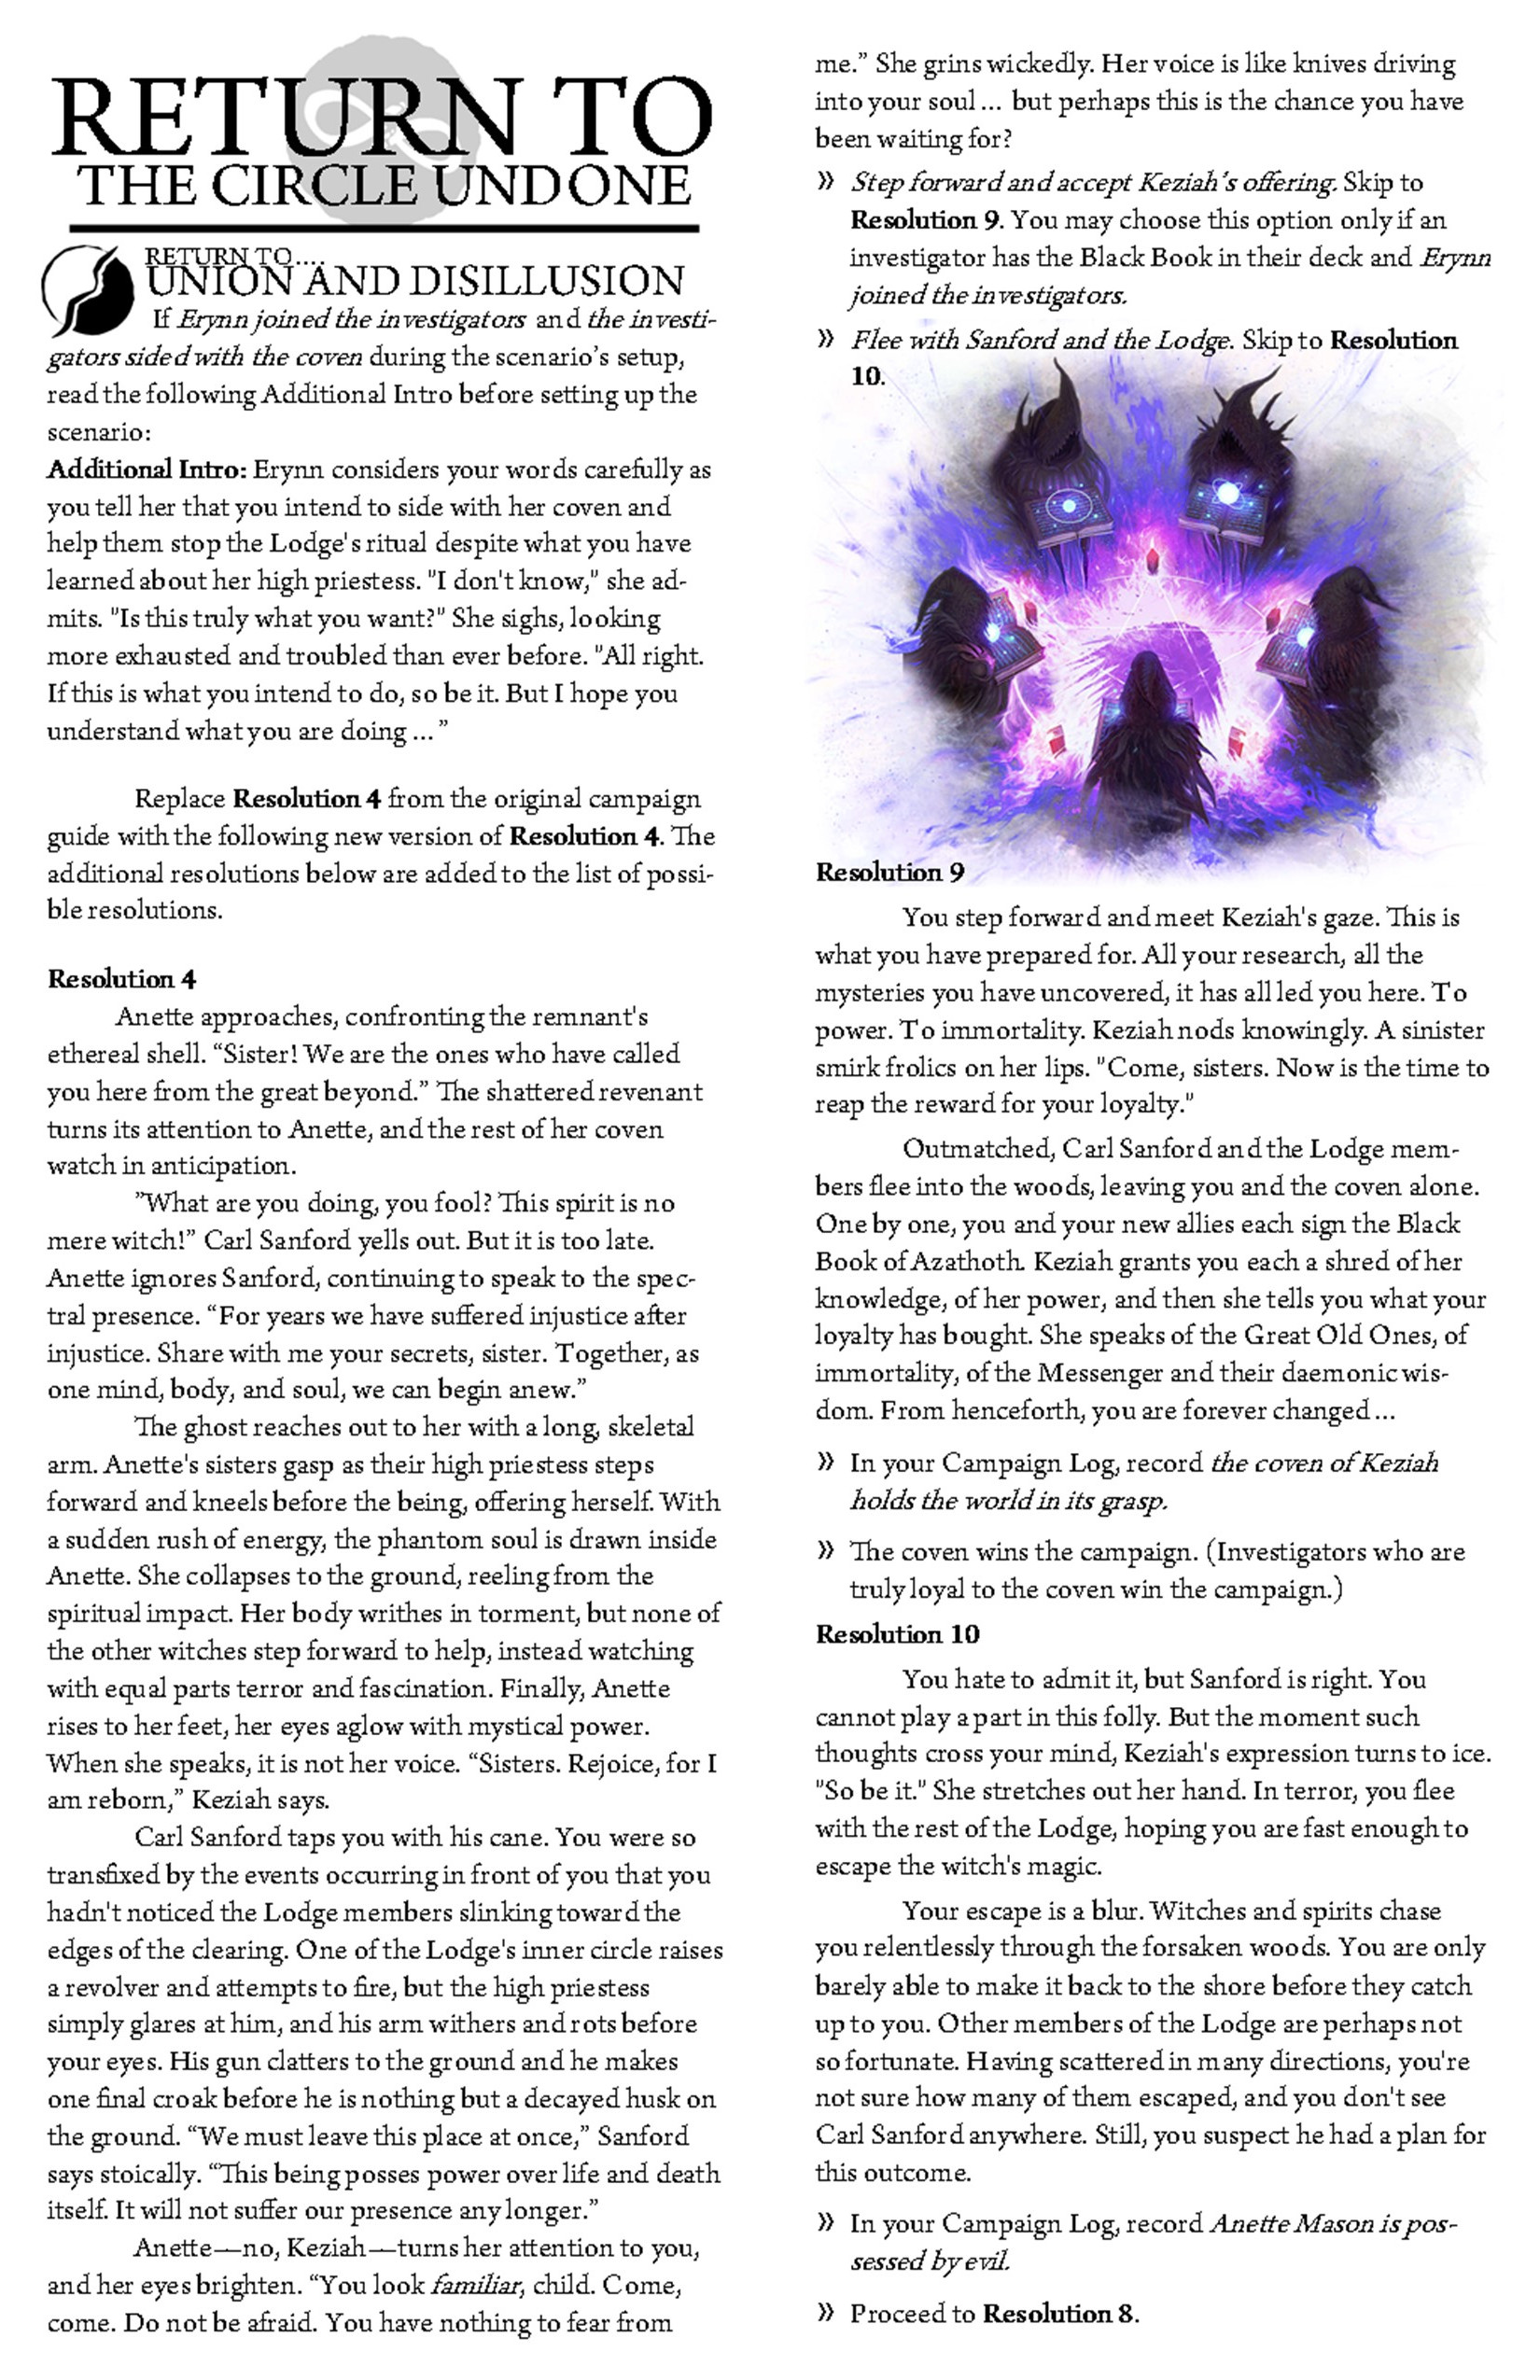 RETURN TO
THE CIRCLE UNDONE
RETURN TO....
UNION AND DISILLUSION
If Erynn joined the investigators and the investi-
gators sided with the coven during the scenario’s setup,
read the following Additional Intro before setting up the
scenario:
Additional Intro: Erynn considers your words carefully as
you tell her that you intend to side with her coven and
help them stop the Lodge's ritual despite what you have
learned about her high priestess. "I don't know," she ad-
mits. "Is this truly what you want?" She sighs, looking
more exhausted and troubled than ever before. "All right.
If this is what you intend to do, so be it. But I hope you
understand what you are doing ... ”
Replace Resolution 4 from the original campaign
guide with the following new version of Resolution 4. The
additional resolutions below are added to the list of possi-
ble resolutions.
Resolution 4
Anette approaches, confronting the remnant's
ethereal shell. “Sister! We are the ones who have called
you here from the great beyond.” The shattered revenant
turns its attention to Anette, and the rest of her coven
watch in anticipation.
”What are you doing, you fool? This spirit is no
mere witch!” Carl Sanford yells out. But it is too late.
Anette ignores Sanford, continuing to speak to the spec-
tral presence. “For years we have suffered injustice after
injustice. Share with me your secrets, sister. Together, as
one mind, body, and soul, we can begin anew.”
The ghost reaches out to her with a long, skeletal
arm. Anette's sisters gasp as their high priestess steps
forward and kneels before the being, offering herself. With
a sudden rush of energy, the phantom soul is drawn inside
Anette. She collapses to the ground, reeling from the
spiritual impact. Her body writhes in torment, but none of
the other witches step forward to help, instead watching
with equal parts terror and fascination. Finally, Anette
rises to her feet, her eyes aglow with mystical power.
When she speaks, it is not her voice. “Sisters. Rejoice, for I
am reborn,” Keziah says.
Carl Sanford taps you with his cane. You were so
transfixed by the events occurring in front of you that you
hadn't noticed the Lodge members slinking toward the
edges of the clearing. One of the Lodge's inner circle raises
a revolver and attempts to fire, but the high priestess
simply glares at him, and his arm withers and rots before
your eyes. His gun clatters to the ground and he makes
one final croak before he is nothing but a decayed husk on
the ground. “We must leave this place at once,” Sanford
says stoically. “This being posses power over life and death
itself. It will not suffer our presence any longer.”
Anette—no, Keziah—turns her attention to you,
and her eyes brighten. “You look familiar, child. Come,
come. Do not be afraid. You have nothing to fear from
me.” She grins wickedly. Her voice is like knives driving
into your soul ... but perhaps this is the chance you have
been waiting for?
» Step forward and accept Keziah’s offering. Skip to
Resolution 9. You may choose this option only if an
investigator has the Black Book in their deck and Erynn
joined the investigators.
» Flee with Sanford and the Lodge. Skip to Resolution
10.
Resolution 9
You step forward and meet Keziah's gaze. This is
what you have prepared for. All your research, all the
mysteries you have uncovered, it has all led you here. To
power. To immortality. Keziah nods knowingly. A sinister
smirk frolics on her lips. "Come, sisters. Now is the time to
reap the reward for your loyalty."
Outmatched, Carl Sanford and the Lodge mem-
bers flee into the woods, leaving you and the coven alone.
One by one, you and your new allies each sign the Black
Book of Azathoth. Keziah grants you each a shred of her
knowledge, of her power, and then she tells you what your
loyalty has bought. She speaks of the Great Old Ones, of
immortality, of the Messenger and their daemonic wis-
dom. From henceforth, you are forever changed ...
» In your Campaign Log, record the coven of Keziah
holds the world in its grasp.
» The coven wins the campaign. (Investigators who are
truly loyal to the coven win the campaign.)
Resolution 10
You hate to admit it, but Sanford is right. You
cannot play a part in this folly. But the moment such
thoughts cross your mind, Keziah's expression turns to ice.
"So be it." She stretches out her hand. In terror, you flee
with the rest of the Lodge, hoping you are fast enough to
escape the witch's magic.
Your escape is a blur. Witches and spirits chase
you relentlessly through the forsaken woods. You are only
barely able to make it back to the shore before they catch
up to you. Other members of the Lodge are perhaps not
so fortunate. Having scattered in many directions, you're
not sure how many of them escaped, and you don't see
Carl Sanford anywhere. Still, you suspect he had a plan for
this outcome.
» In your Campaign Log, record Anette Mason is pos-
sessed by evil.
» Proceed to Resolution 8.